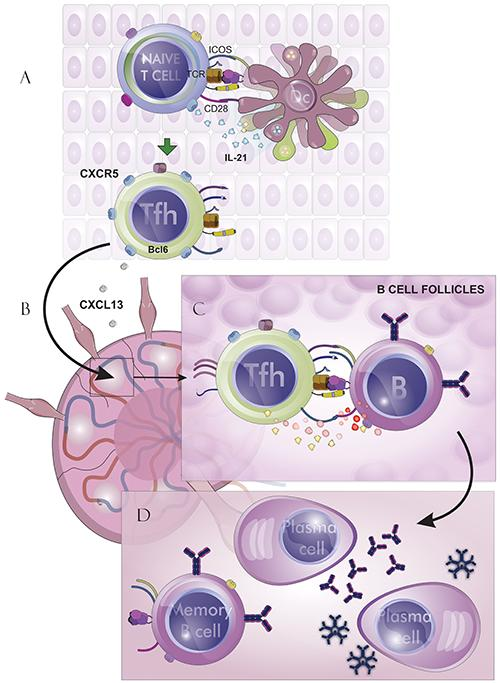 A
NAIVE
T CELL
ICOS
TCR
CD28
Dc
IL-21
CXCR5
Tfh
Bcl6
B
CXCL13
C
B CELL FOLLICLES
Tfh
B
D
Plasma
cell
Memory
B cell
Plasma
cell